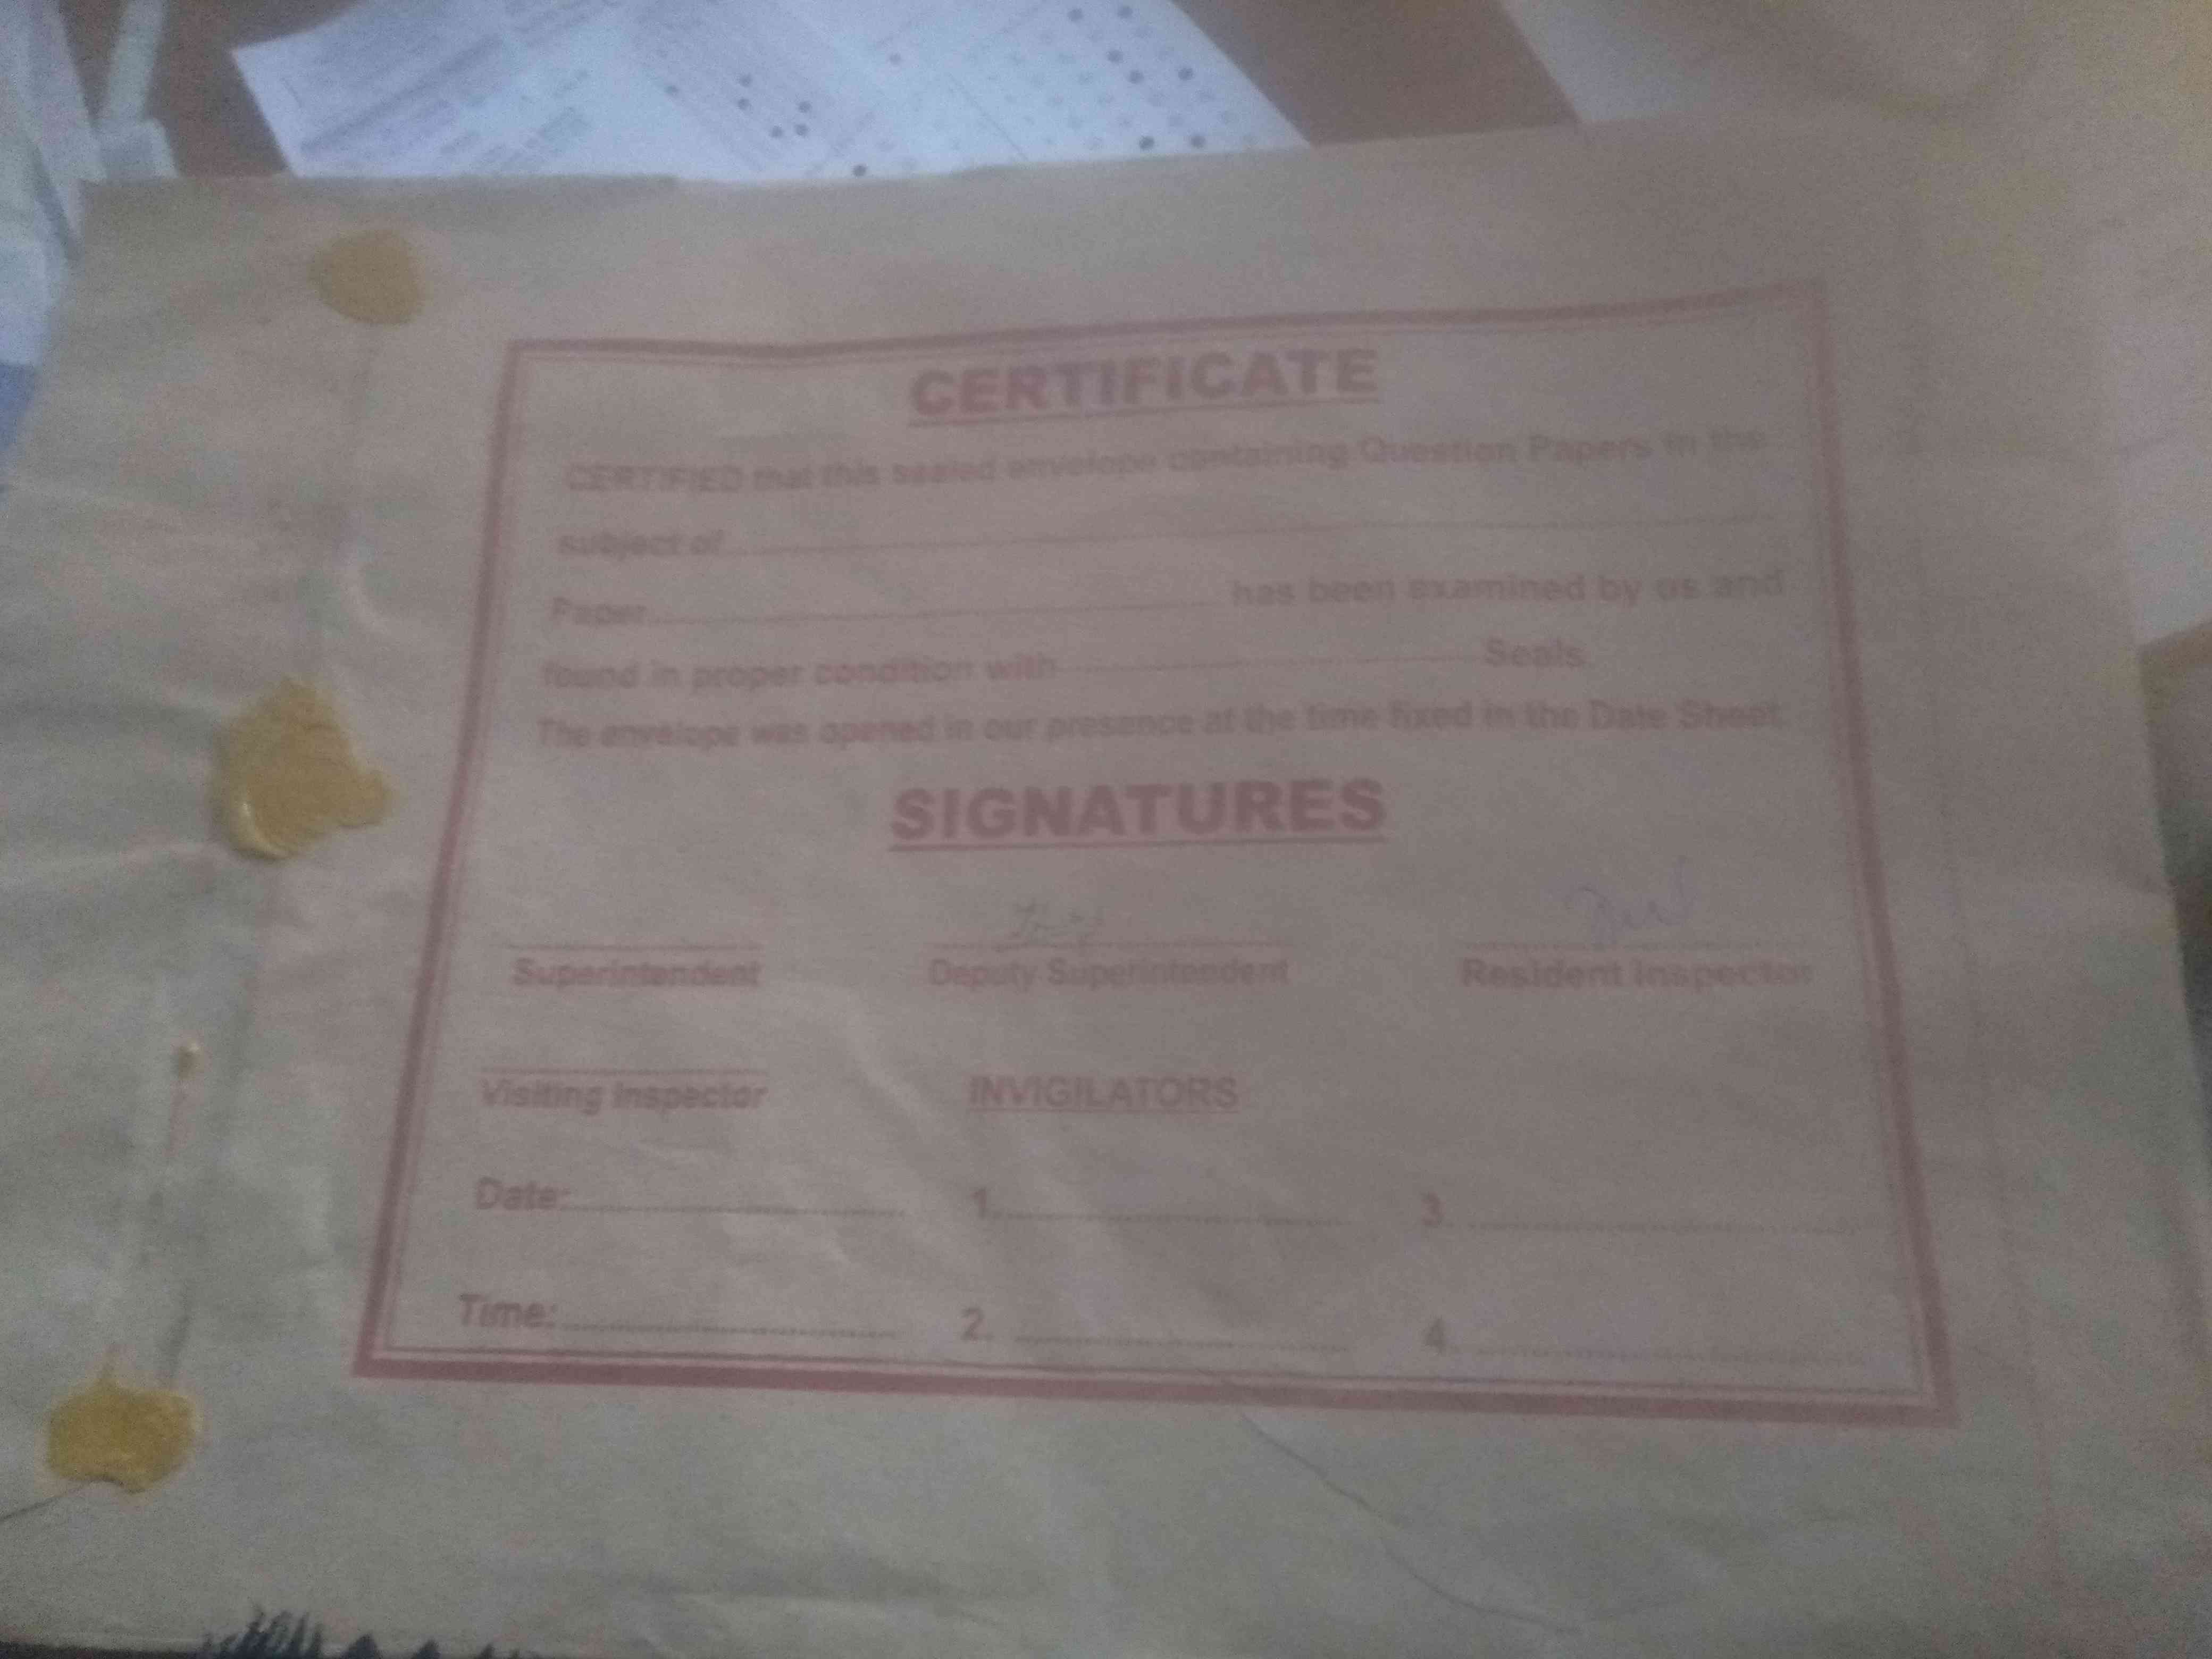 CERTIFICATE
CERTIFIED that this sealed envelope containing Question Papers in the
subject of
Paper has been examined by us and
found in proper condition with Seals.
The envelope was opened in our presence at the time fixed in the Date Sheet.
SIGNATURES
Superintendent Deputy Superintendent Resident Inspector
Visiting Inspector INVIGILATORS
Date: 1. 3.
Time: 2. 4.